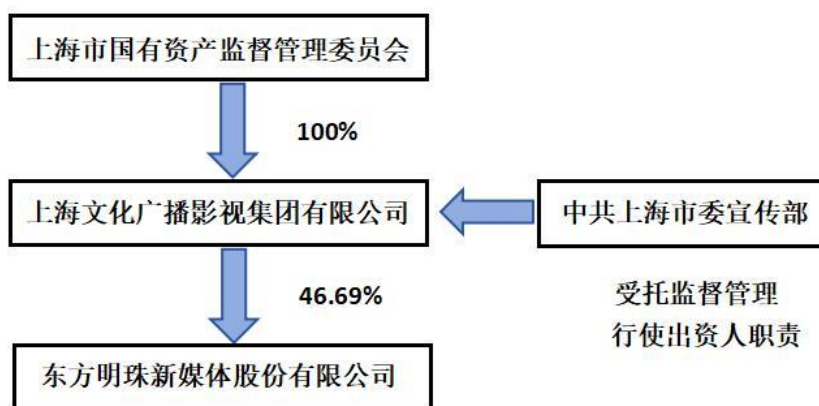 上海市国有资产监督管理委员会
100%
上海文化广播影视集团有限公司
中共上海市委宣传部
46.69%
受托监督管理
行使出资人职责
东方明珠新媒体股份有限公司